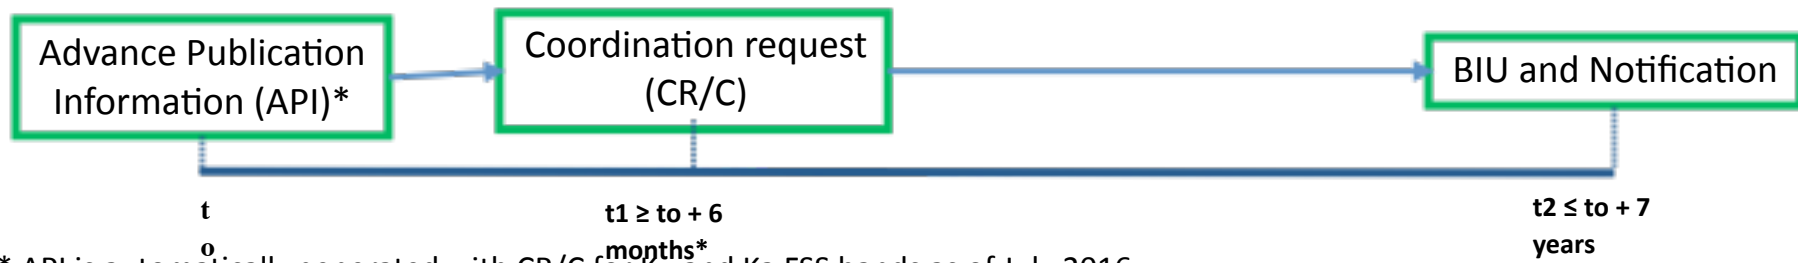 Advance Publication
Information (API)*
Coordination request
(CR/C)
BIU and Notification
t
o
t1 ≥ to + 6
months*
t2 ≤ to + 7
years
* API is automatically generated with CR/C for Ku and Ka FSS bands as of July 2016